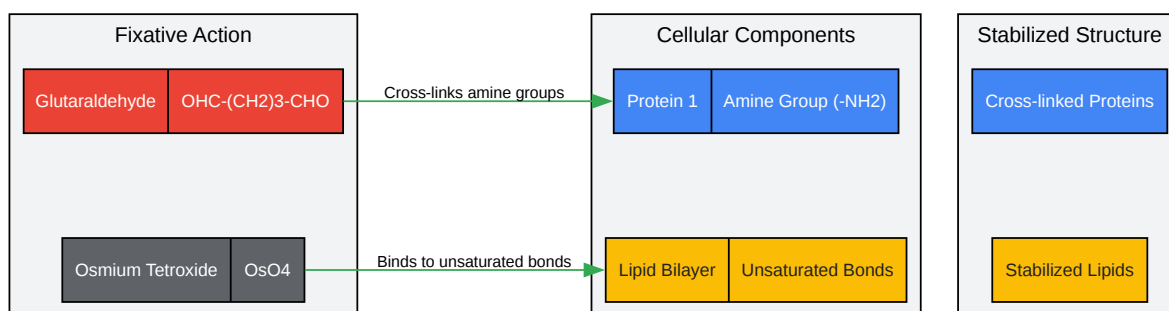 Fixative Action
Cellular Components
Stabilized Structure
Glutaraldehyde
OHC-(CH2)3-CHO
Cross-links amine groups
Protein 1
Amine Group (-NH2)
Cross-linked Proteins
Osmium Tetroxide
OsO4
Binds to unsaturated bonds
Lipid Bilayer
Unsaturated Bonds
Stabilized Lipids